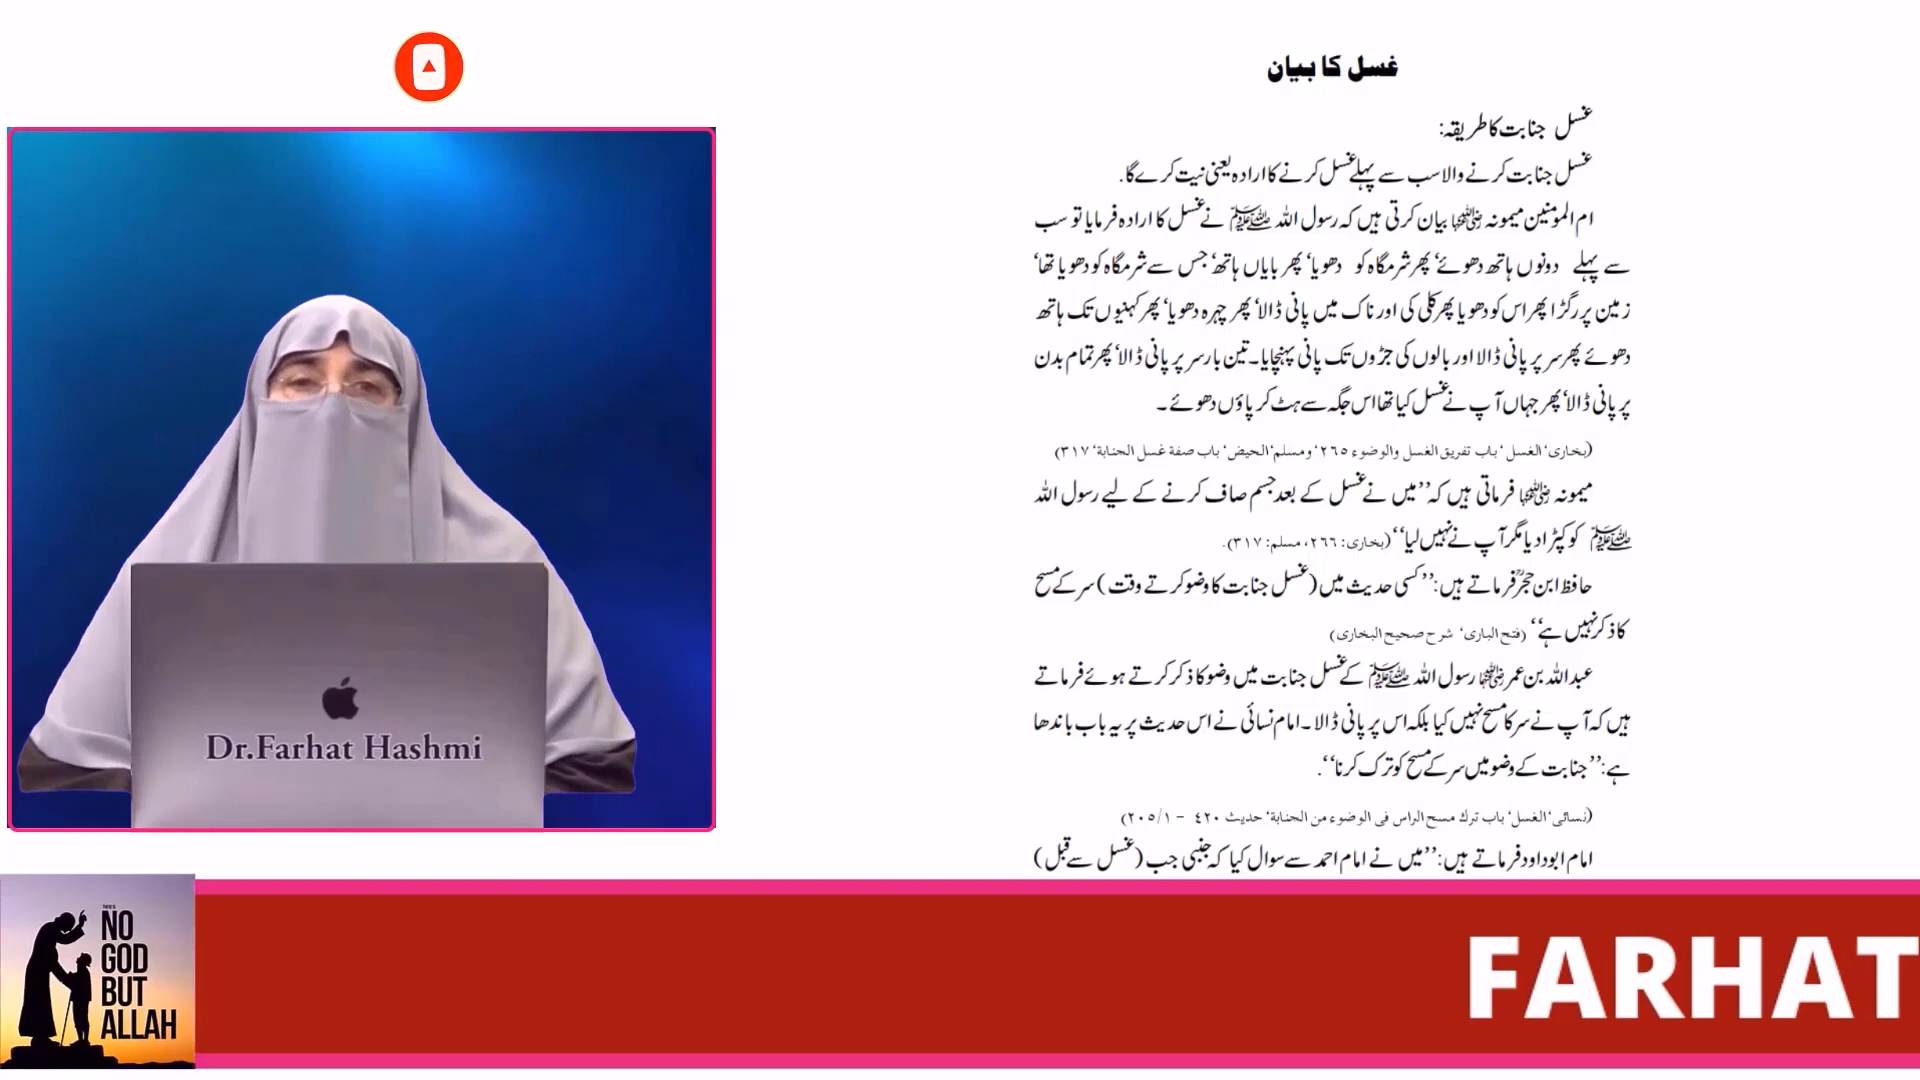 غسل کا بیان
غسل جنابت کا طریقہ:
غسل جنابت کرنے والا سب سے پہلے غسل کرنے کا ارادہ یعنی نیت کرے گا.
ام المومنین میمونہ رضی اللہ عنہا بیان کرتی ہیں کہ رسول اللہ ﷺ نے غسل کا ارادہ فرمایا تو سب
سے پہلے دونوں ہاتھ دھوئے‘ پھر شرمگاہ کو دھویا‘ پھر بایاں ہاتھ‘ جس سے شرمگاہ کو دھویا تھا‘
زمین پر رگڑا پھر اس کو دھویا پھر کلی کی اور ناک میں پانی ڈالا‘ پھر چہرہ دھویا‘ پھر کہنیوں تک ہاتھ
دھوئے پھر سر پر پانی ڈالا اور بالوں کی جڑوں تک پانی پہنچایا۔ تین بار سر پر پانی ڈالا‘ پھر تمام بدن
پر پانی ڈالا‘ پھر جہاں آپ نے غسل کیا تھا اس جگہ سے ہٹ کر پاؤں دھوئے۔
(بخاری‘ الغسل‘ باب تفریق الغسل والوضوء ٢٦٥‘ ومسلم‘ الحیض‘ باب صفة غسل الجنابة‘ ٣١٧)
میمونہ رضی اللہ عنہا فرماتی ہیں کہ ’’میں نے غسل کے بعد جسم صاف کرنے کے لیے رسول اللہ
ﷺ کو کپڑا دیا مگر آپ نے نہیں لیا‘‘ (بخاری: ٢٦٦، مسلم: ٣١٧).
حافظ ابن حجرؒ فرماتے ہیں: ’’کسی حدیث میں (غسل جنابت کا وضو کرتے وقت) سر کے مسح
کا ذکر نہیں ہے‘‘ (فتح الباری‘ شرح صحیح البخاری)
عبداللہ بن عمر رضی اللہ عنہما رسول اللہ ﷺ کے غسل جنابت میں وضو کا ذکر کرتے ہوئے فرماتے
ہیں کہ آپ نے سر کا مسح نہیں کیا بلکہ اس پر پانی ڈالا۔ امام نسائی نے اس حدیث پر یہ باب باندھا
ہے: ’’جنابت کے وضو میں سر کے مسح کو ترک کرنا‘‘.
(نسائی‘ الغسل‘ باب ترك مسح الراس فی الوضوء من الجنابة‘ حدیث ٤٢٠ - ٢٠٥/١)
امام ابوداود فرماتے ہیں: ’’میں نے امام احمد سے سوال کیا کہ جنبی جب (غسل سے قبل)
Dr.Farhat Hashmi
NO
GOD
BUT
ALLAH
FARHAT